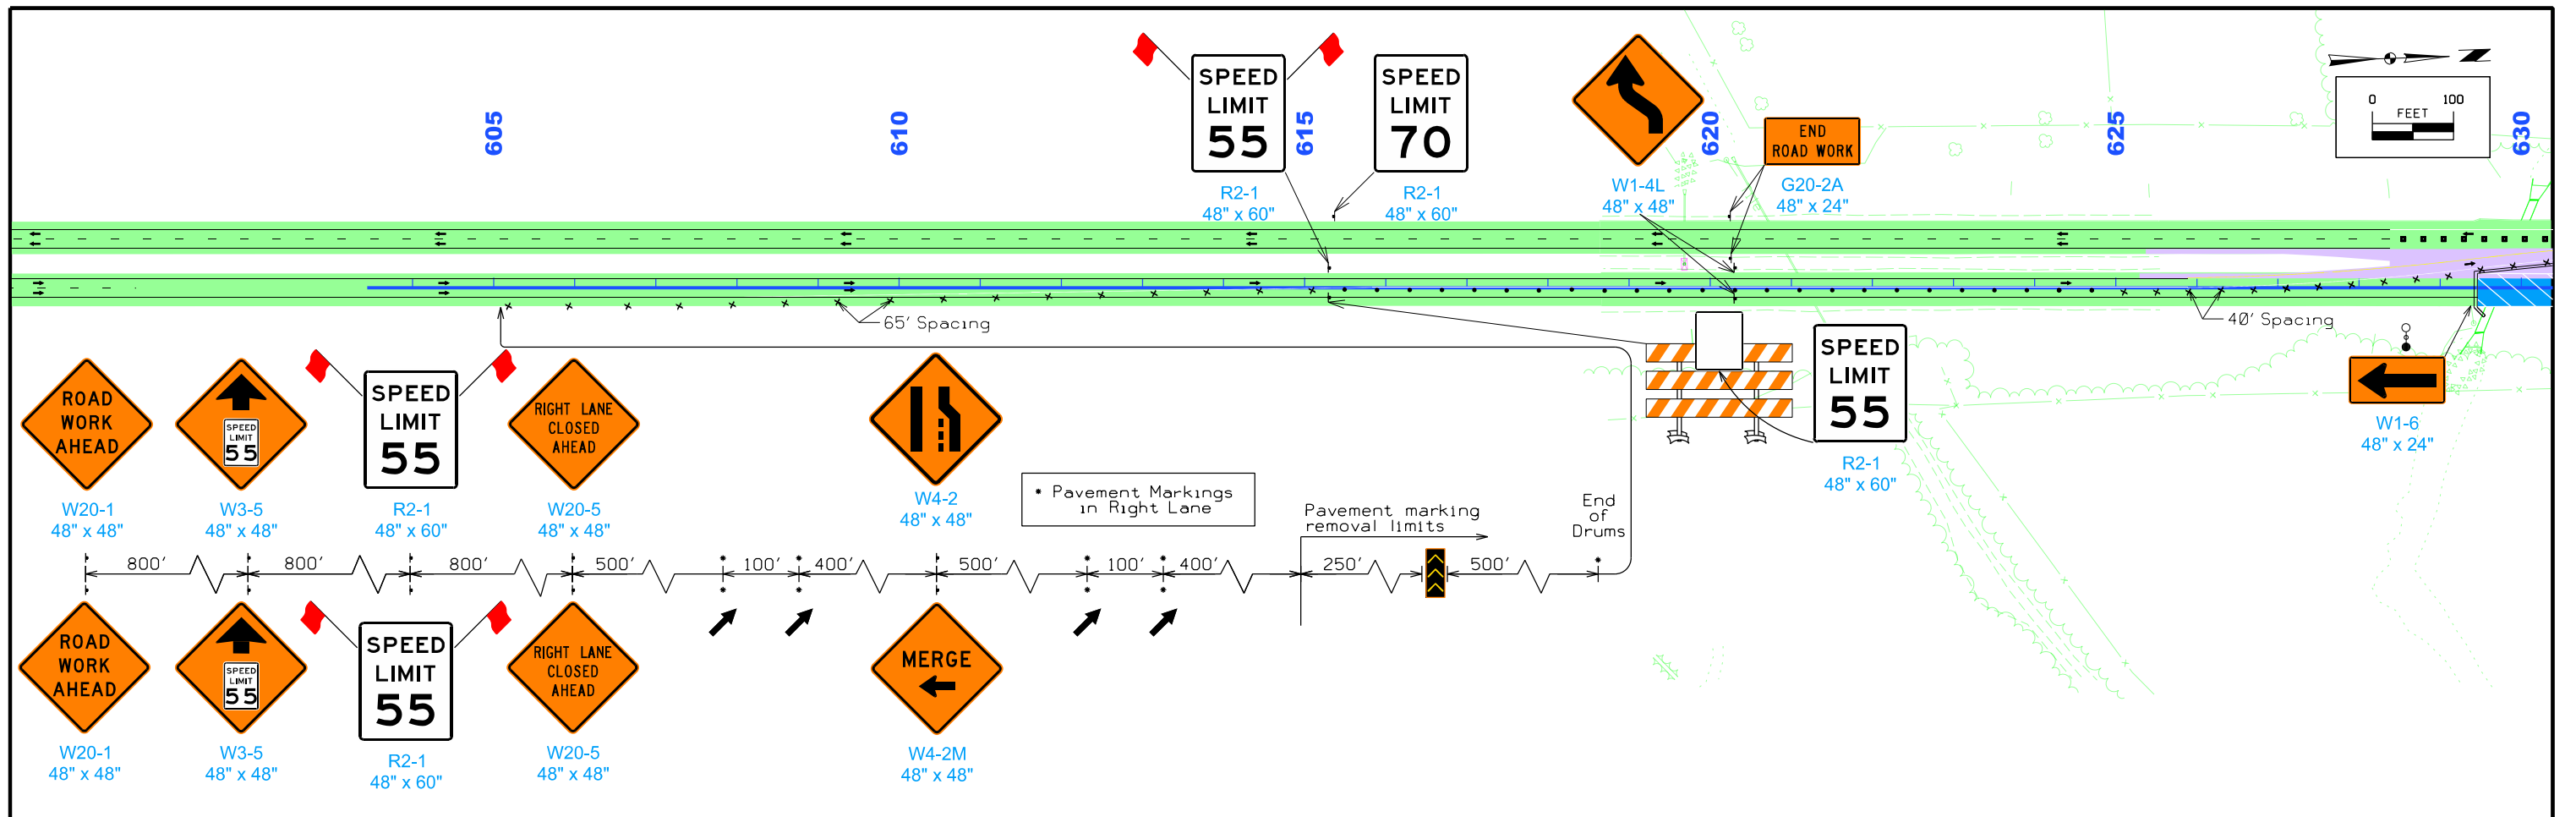 SPEED
LIMIT
55
R2-1
48" x 60"
SPEED
LIMIT
70
R2-1
48" x 60"
W1-4L
48" x 48"
END
ROAD WORK
G20-2A
48" x 24"
0 100
FEET
605
610
615
620
625
630
65' Spacing
40' Spacing
ROAD
WORK
AHEAD
W20-1
48" x 48"
SPEED
LIMIT
55
W3-5
48" x 48"
SPEED
LIMIT
55
R2-1
48" x 60"
RIGHT LANE
CLOSED
AHEAD
W20-5
48" x 48"
W4-2
48" x 48"
* Pavement Markings
in Right Lane
Pavement marking
removal limits
End
of
Drums
SPEED
LIMIT
55
R2-1
48" x 60"
W1-6
48" x 24"
800' 800' 800' 500' 100' 400' 500' 100' 400' 250' 500'
ROAD
WORK
AHEAD
W20-1
48" x 48"
SPEED
LIMIT
55
W3-5
48" x 48"
SPEED
LIMIT
55
R2-1
48" x 60"
RIGHT LANE
CLOSED
AHEAD
W20-5
48" x 48"
MERGE
W4-2M
48" x 48"